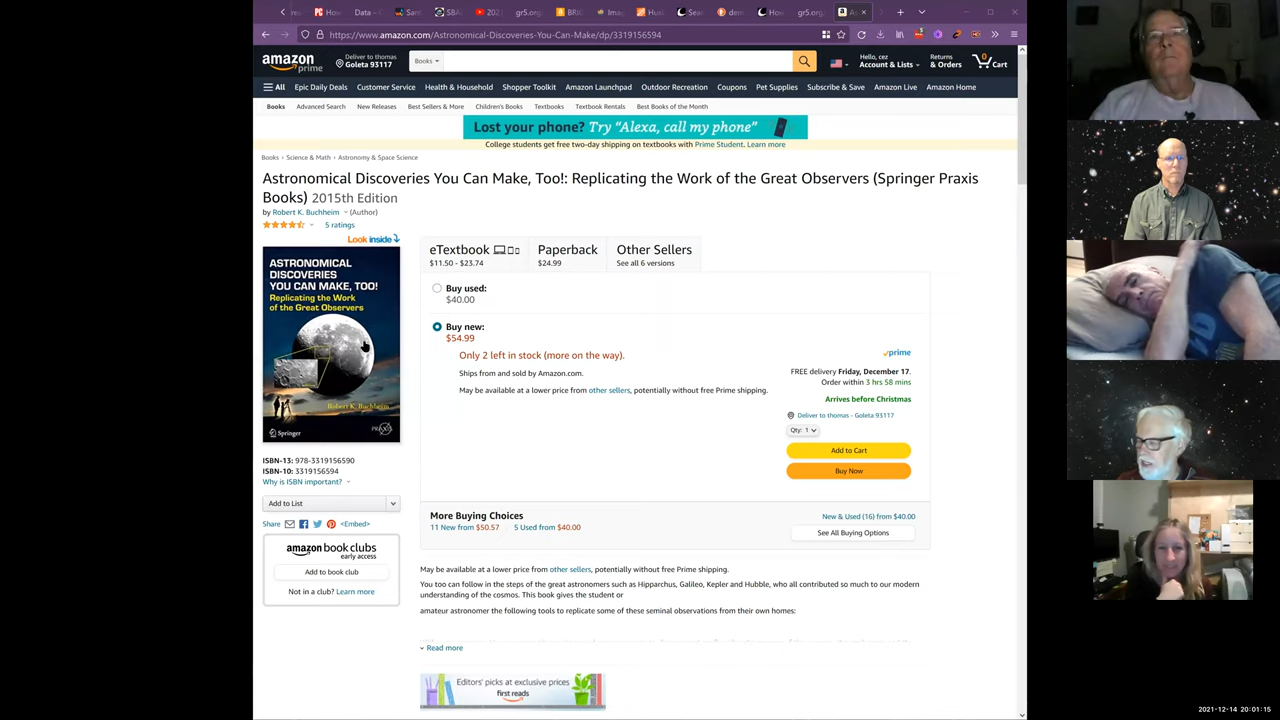 ree
How
Data -
San
SBA
2021
gr5.org
BRIG
Imag
Husk
Sea
den
How
gr5.org
As
https://www.amazon.com/Astronomical-Discoveries-You-Can-Make/dp/3319156594
amazon
prime
Deliver to thomas
Goleta 93117
Books
Hello, cez
Account & Lists
Returns
& Orders
0
Cart
All
Epic Daily Deals
Customer Service
Health & Household
Shopper Toolkit
Amazon Launchpad
Outdoor Recreation
Coupons
Pet Supplies
Subscribe & Save
Amazon Live
Amazon Home
Books
Advanced Search
New Releases
Best Sellers & More
Children's Books
Textbooks
Textbook Rentals
Best Books of the Month
Lost your phone? Try "Alexa, call my phone"
College students get free two-day shipping on textbooks with Prime Student. Learn more
Books › Science & Math › Astronomy & Space Science
Astronomical Discoveries You Can Make, Too!: Replicating the Work of the Great Observers (Springer Praxis
Books) 2015th Edition
by Robert K. Buchheim (Author)
5 ratings
Look inside
ASTRONOMICAL
DISCOVERIES
YOU CAN MAKE, TOO!
Replicating the Work
of the Great Observers
Robert K. Buchheim
Springer
PRAXIS
eTextbook
$11.50 - $23.74
Paperback
$24.99
Other Sellers
See all 6 versions
Buy used:
$40.00
Buy new:
$54.99
Only 2 left in stock (more on the way).
Ships from and sold by Amazon.com.
May be available at a lower price from other sellers, potentially without free Prime shipping.
prime
FREE delivery Friday, December 17.
Order within 3 hrs 58 mins
Arrives before Christmas
Deliver to thomas - Goleta 93117
Qty: 1
Add to Cart
Buy Now
ISBN-13: 978-3319156590
ISBN-10: 3319156594
Why is ISBN important?
Add to List
Share
<Embed>
amazon book clubs
early access
Add to book club
Not in a club? Learn more
More Buying Choices
11 New from $50.57
5 Used from $40.00
New & Used (16) from $40.00
See All Buying Options
May be available at a lower price from other sellers, potentially without free Prime shipping.
You too can follow in the steps of the great astronomers such as Hipparchus, Galileo, Kepler and Hubble, who all contributed so much to our modern
understanding of the cosmos. This book gives the student or
amateur astronomer the following tools to replicate some of these seminal observations from their own homes:
Read more
Editors' picks at exclusive prices
first reads
2021-12-14 20:01:15